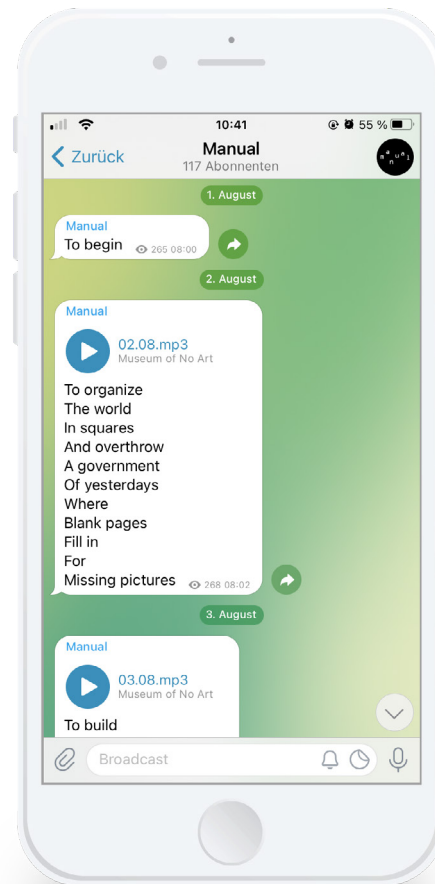 10:41
55 %
Zurück
Manual
117 Abonnenten
manual
1. August
Manual
To begin
265 08:00
2. August
Manual
02.08.mp3
Museum of No Art
To organize
The world
In squares
And overthrow
A government
Of yesterdays
Where
Blank pages
Fill in
For
Missing pictures
268 08:02
3. August
Manual
03.08.mp3
Museum of No Art
To build
Broadcast